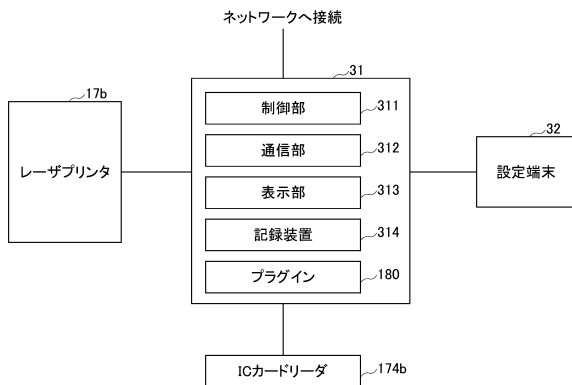 ネットワークへ接続
31
17b
レーザプリンタ
制御部
311
通信部
312
表示部
313
記録装置
314
プラグイン
180
32
設定端末
ICカードリーダ
174b